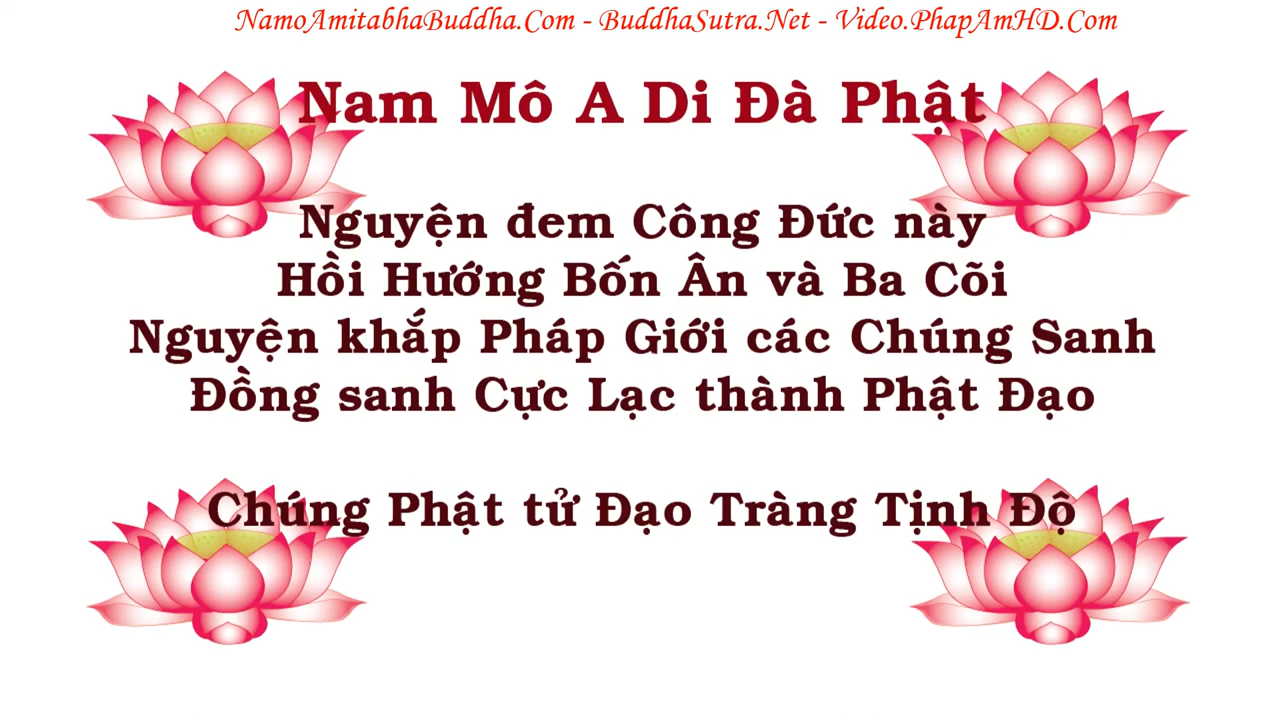 NamoAmitabhaBuddha.Com - BuddhaSutra.Net - Video.PhapAmHD.Com
Nam Mô A Di Đà Phật
Nguyện đem Công Đức này
Hồi Hướng Bốn Ân và Ba Cõi
Nguyện khắp Pháp Giới các Chúng Sanh
Đồng sanh Cực Lạc thành Phật Đạo
Chúng Phật tử Đạo Tràng Tịnh Độ